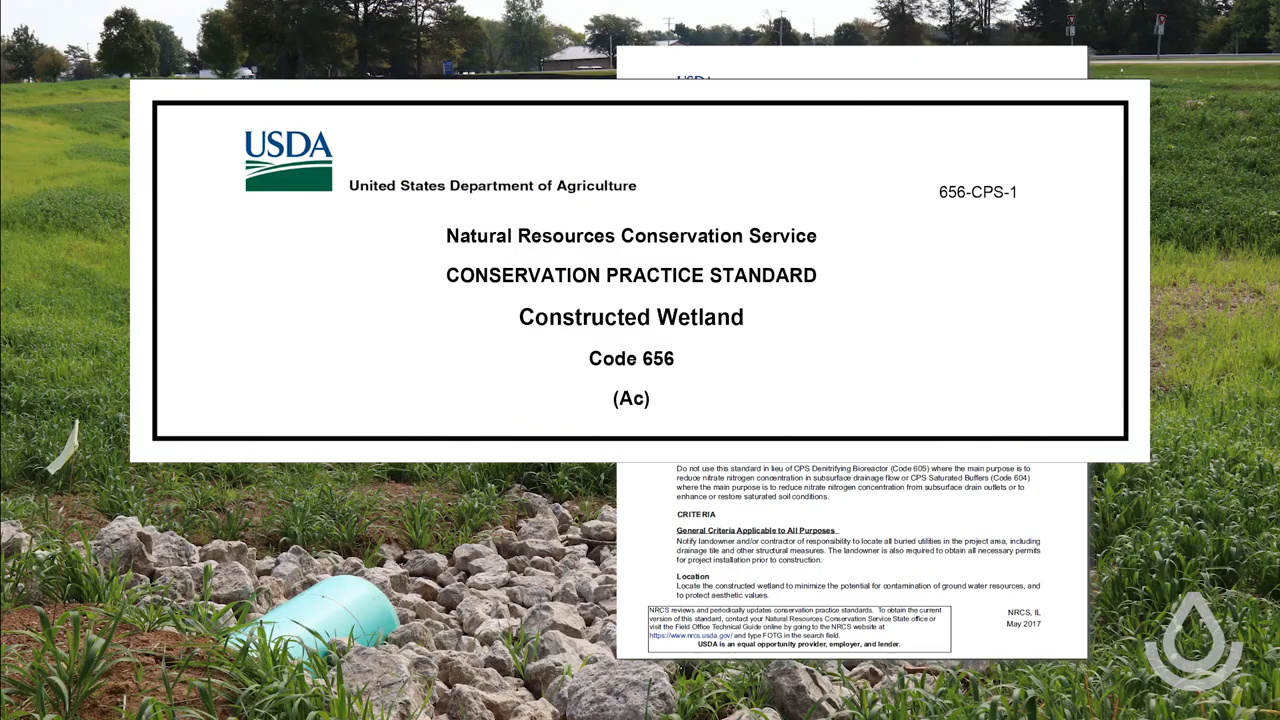 USDA
USDA
United States Department of Agriculture
656-CPS-1
Natural Resources Conservation Service
CONSERVATION PRACTICE STANDARD
Constructed Wetland
Code 656
(Ac)
Do not use this standard in lieu of CPS Denitrifying Bioreactor (Code 605) where the main purpose is to
reduce nitrate nitrogen concentration in subsurface drainage flow or CPS Saturated Buffers (Code 604)
where the main purpose is to reduce nitrate nitrogen concentration from subsurface drain outlets or to
enhance or restore saturated soil conditions.
CRITERIA
General Criteria Applicable to All Purposes
Notify landowner and/or contractor of responsibility to locate all buried utilities in the project area, including
drainage tile and other structural measures. The landowner is also required to obtain all necessary permits
for project installation prior to construction.
Location
Locate the constructed wetland to minimize the potential for contamination of ground water resources, and
to protect aesthetic values.
NRCS reviews and periodically updates conservation practice standards. To obtain the current
version of this standard, contact your Natural Resources Conservation Service State office or
visit the Field Office Technical Guide online by going to the NRCS website at
https://www.nrcs.usda.gov/ and type FOTG in the search field.
USDA is an equal opportunity provider, employer, and lender.
NRCS, IL
May 2017